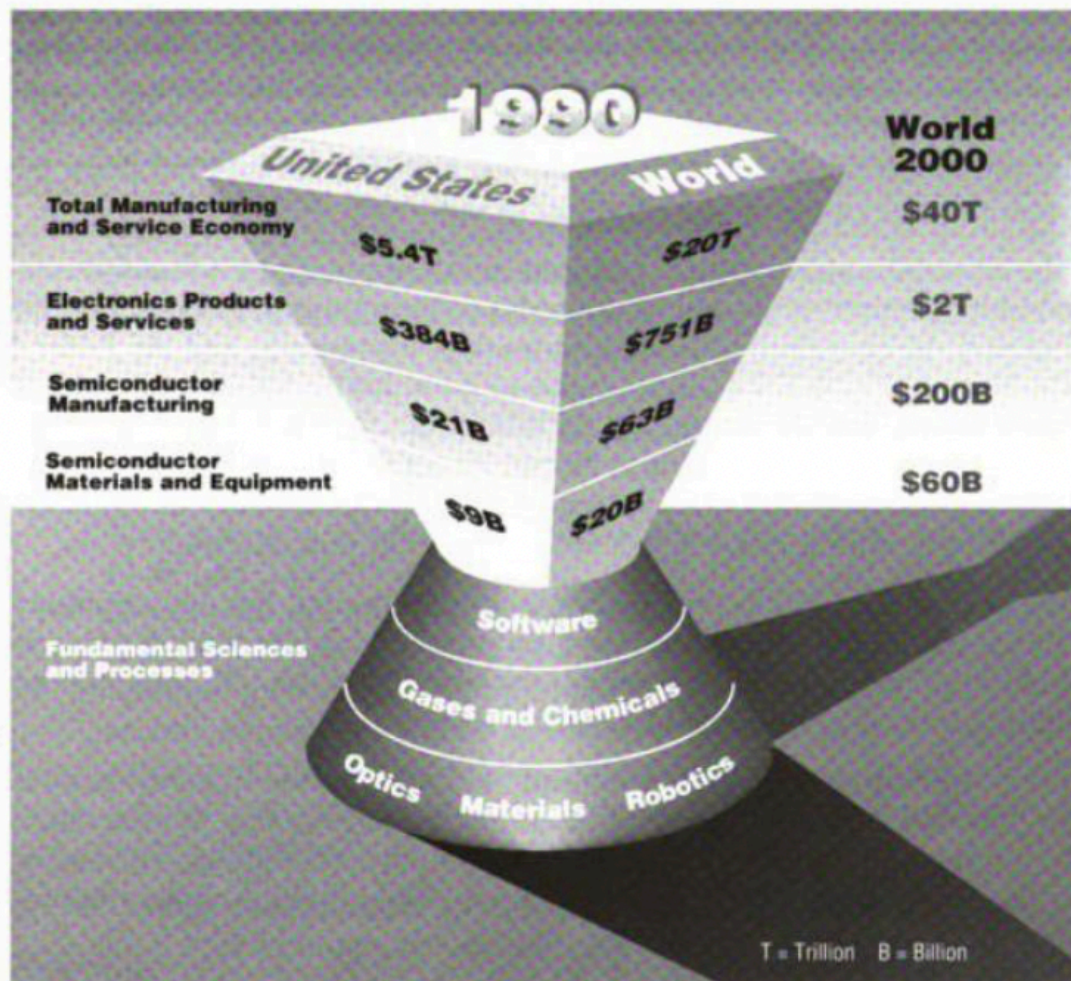 1990
United States
World
World
2000
Total Manufacturing
and Service Economy
$5.4T
$20T
$40T
Electronics Products
and Services
$384B
$751B
$2T
Semiconductor
Manufacturing
$21B
$63B
$200B
Semiconductor
Materials and Equipment
$9B
$20B
$60B
Fundamental Sciences
and Processes
Software
Gases and Chemicals
Optics Materials Robotics
T = Trillion B = Billion